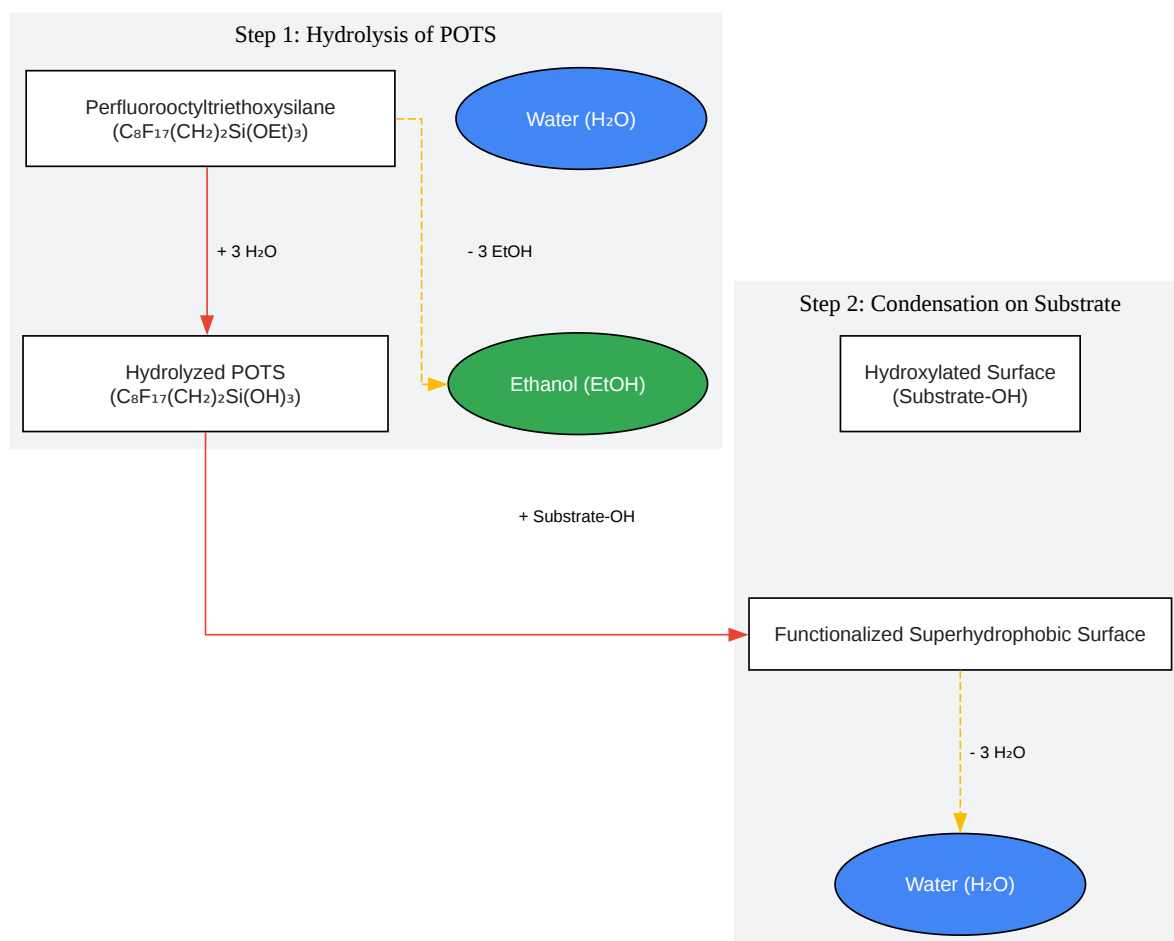 Step 1: Hydrolysis of POTS
Perfluorooctyltriethoxysilane
(C₈F₁₇(CH₂)₂Si(OEt)₃)
Water (H₂O)
+ 3 H₂O
- 3 EtOH
Hydrolyzed POTS
(C₈F₁₇(CH₂)₂Si(OH)₃)
Ethanol (EtOH)
Step 2: Condensation on Substrate
Hydroxylated Surface
(Substrate-OH)
+ Substrate-OH
Functionalized Superhydrophobic Surface
- 3 H₂O
Water (H₂O)